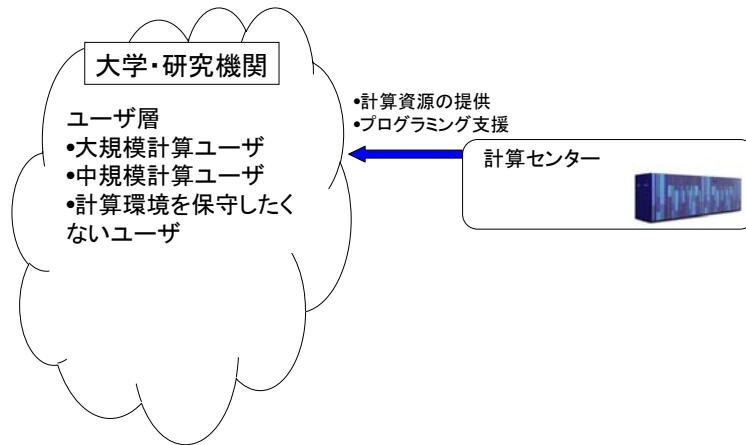 大学・研究機関
ユーザ層
•大規模計算ユーザ
•中規模計算ユーザ
•計算環境を保守したく
ないユーザ
•計算資源の提供
•プログラミング支援
計算センター